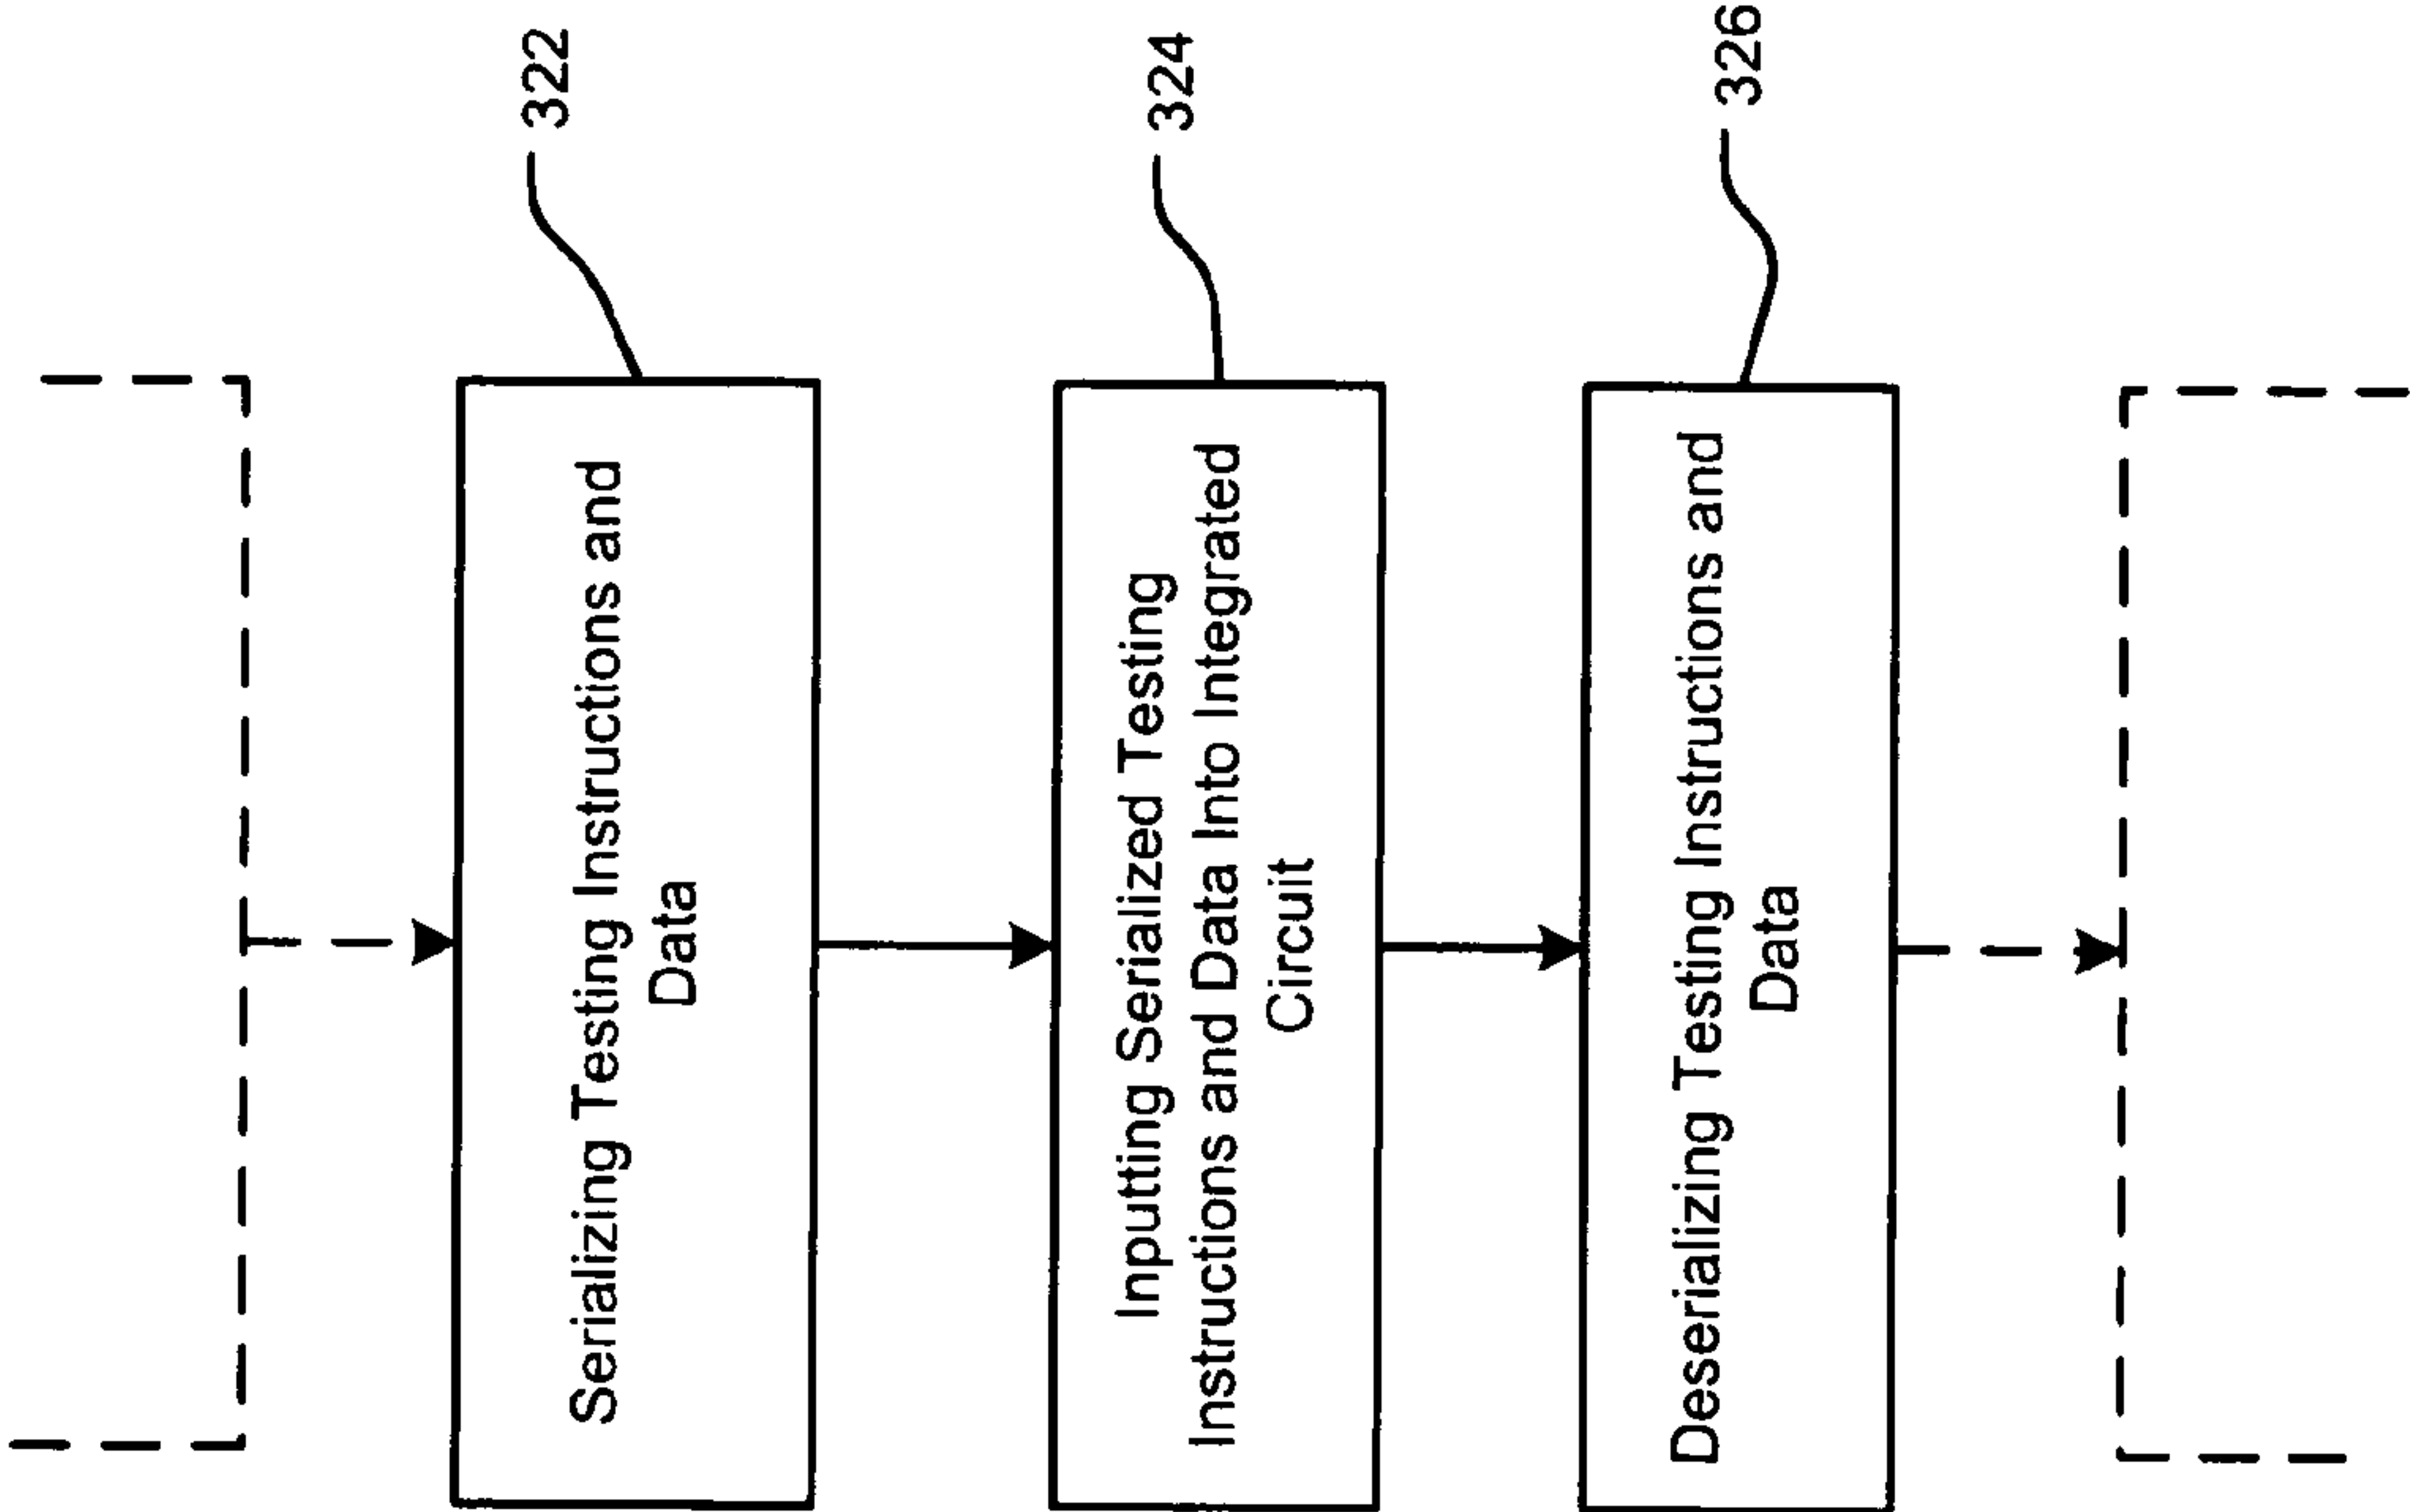 Serializing Testing Instructions and
Data
322
Inputting Serialized Testing
Instructions and Data Into Integrated
Circuit
324
Deserializing Testing Instructions and
Data
326